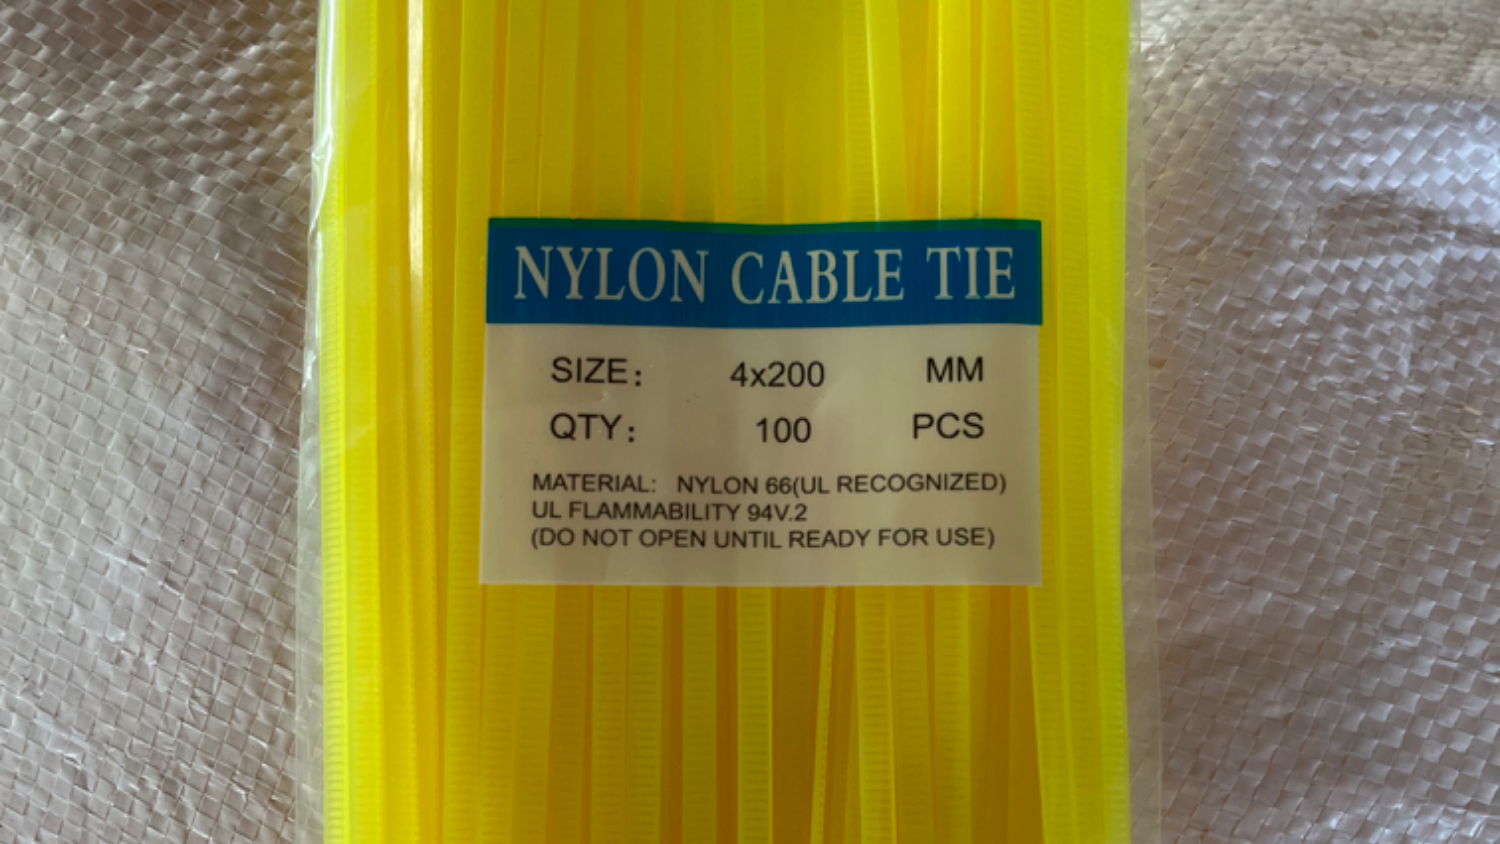 NYLON CABLE TIE
SIZE： 4x200 MM
QTY： 100 PCS
MATERIAL: NYLON 66(UL RECOGNIZED)
UL FLAMMABILITY 94V.2
(DO NOT OPEN UNTIL READY FOR USE)